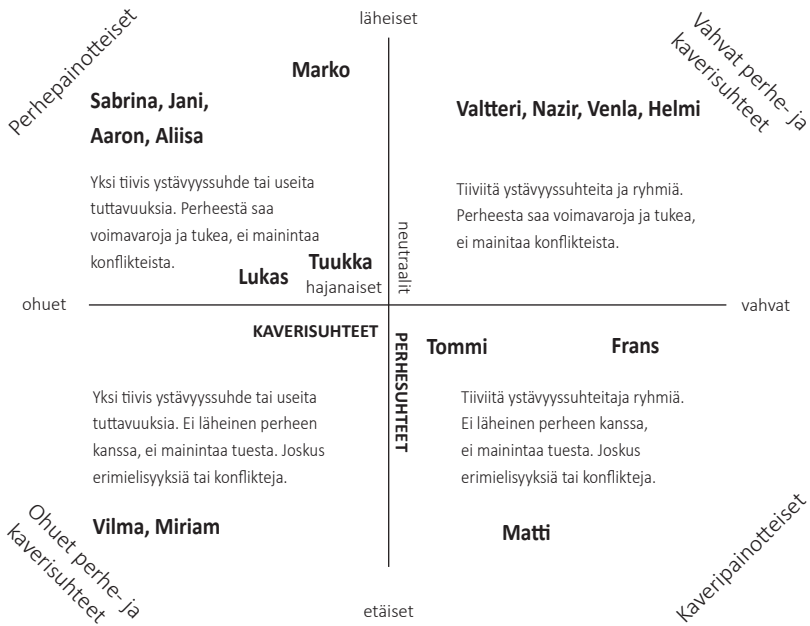 läheiset
Perhepainotteiset
Vahvat perhe- ja
kaverisuhteet
Marko
Sabrina, Jani,
Aaron, Aliisa
Valtteri, Nazir, Venla, Helmi
Yksi tiivis ystävyyssuhde tai useita
tuttavuuksia. Perheestä saa
voimavaroja ja tukea, ei mainintaa
konflikteista.
Tiiviitä ystävyyssuhteita ja ryhmiä.
Perheesta saa voimavaroja ja tukea,
ei mainitaa konflikteista.
neutraalit
Lukas
Tuukka
hajanaiset
ohuet
vahvat
KAVERISUHTEET
PERHESUHTEET
Tommi
Frans
Yksi tiivis ystävyyssuhde tai useita
tuttavuuksia. Ei läheinen perheen
kanssa, ei mainintaa tuesta. Joskus
erimielisyyksiä tai konflikteja.
Tiiviitä ystävyyssuhteitaja ryhmiä.
Ei läheinen perheen kanssa,
ei mainintaa tuesta. Joskus
erimielisyyksiä tai konflikteja.
Vilma, Miriam
Matti
Ohuet perhe- ja
kaverisuhteet
Kaveripainotteiset
etäiset